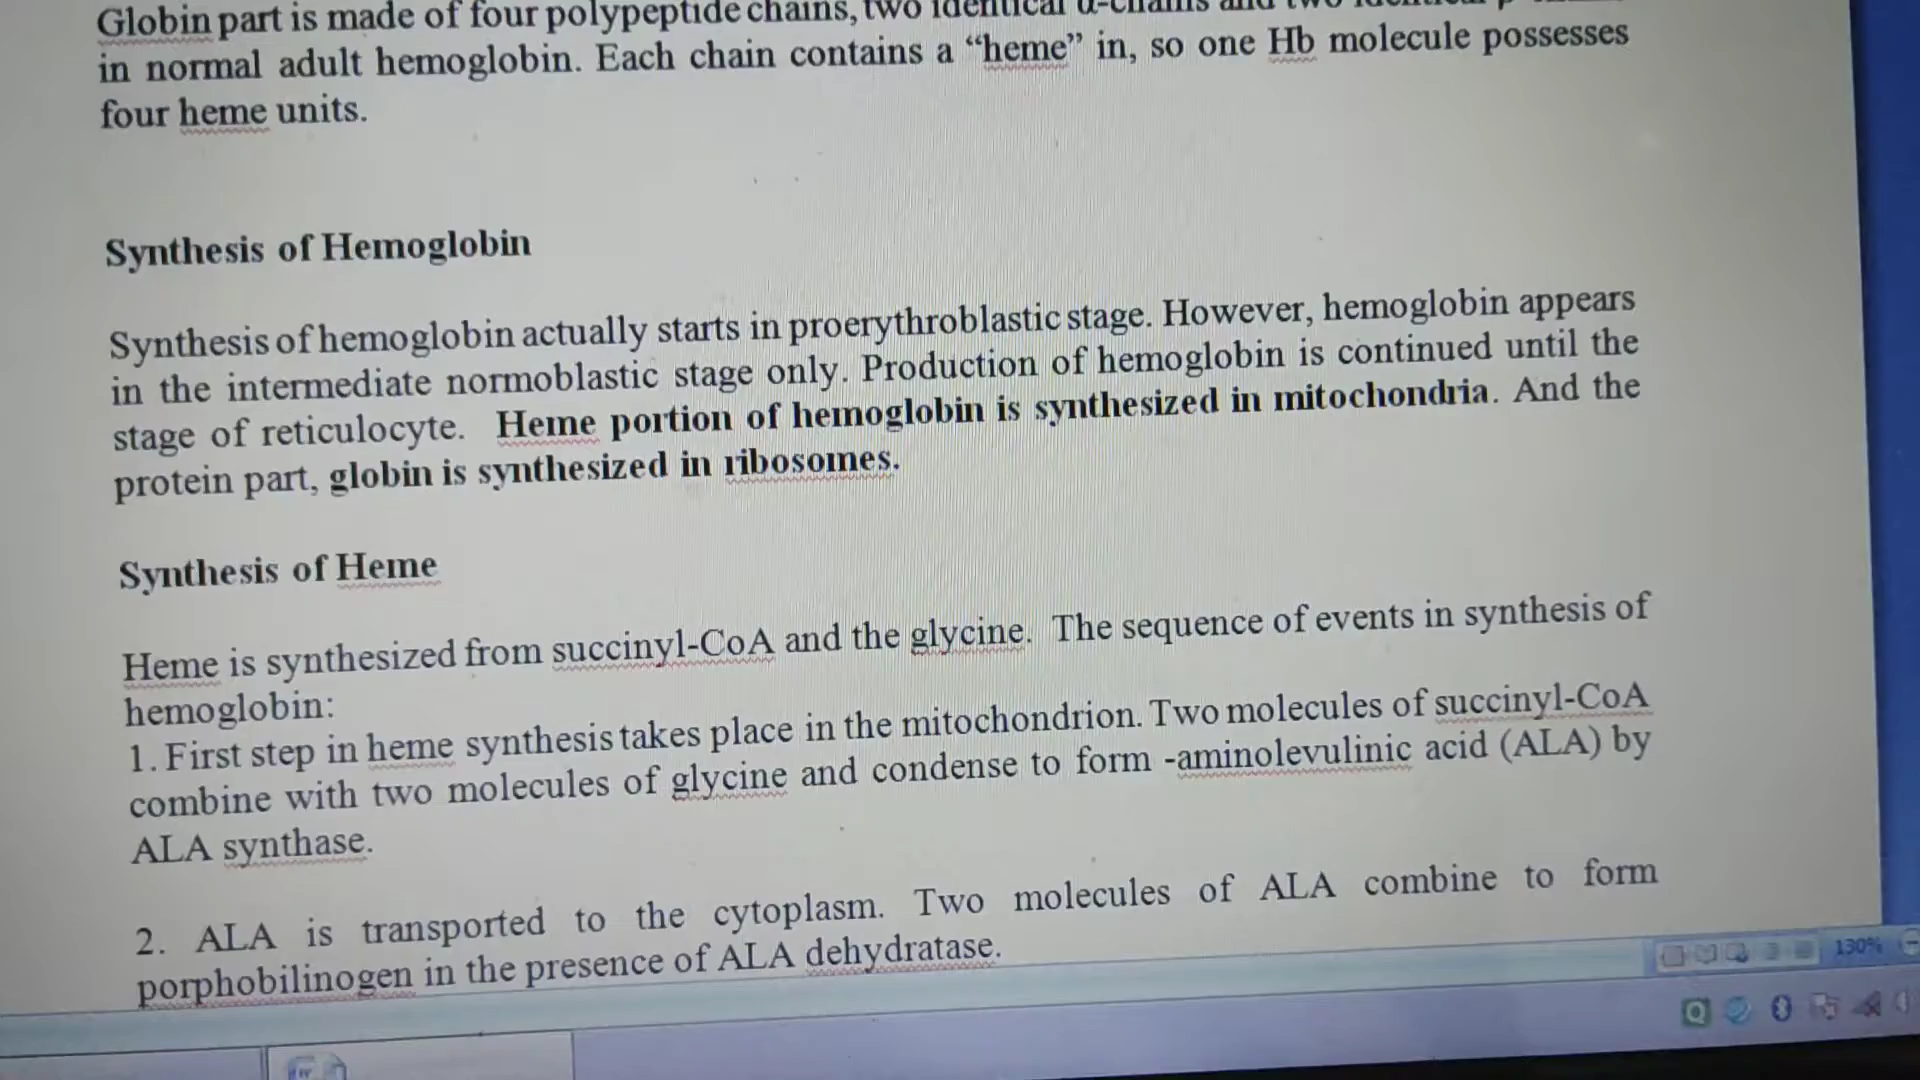 Globin part is made of four polypeptide chains, two identical α-chains and two identical
in normal adult hemoglobin. Each chain contains a “heme” in, so one Hb molecule possesses
four heme units.
Synthesis of Hemoglobin
Synthesis of hemoglobin actually starts in proerythroblastic stage. However, hemoglobin appears
in the intermediate normoblastic stage only. Production of hemoglobin is continued until the
stage of reticulocyte. Heme portion of hemoglobin is synthesized in mitochondria. And the
protein part, globin is synthesized in ribosomes.
Synthesis of Heme
Heme is synthesized from succinyl-CoA and the glycine. The sequence of events in synthesis of
hemoglobin:
1. First step in heme synthesis takes place in the mitochondrion. Two molecules of succinyl-CoA
combine with two molecules of glycine and condense to form -aminolevulinic acid (ALA) by
ALA synthase.
2. ALA is transported to the cytoplasm. Two molecules of ALA combine to form
porphobilinogen in the presence of ALA dehydratase.
130%